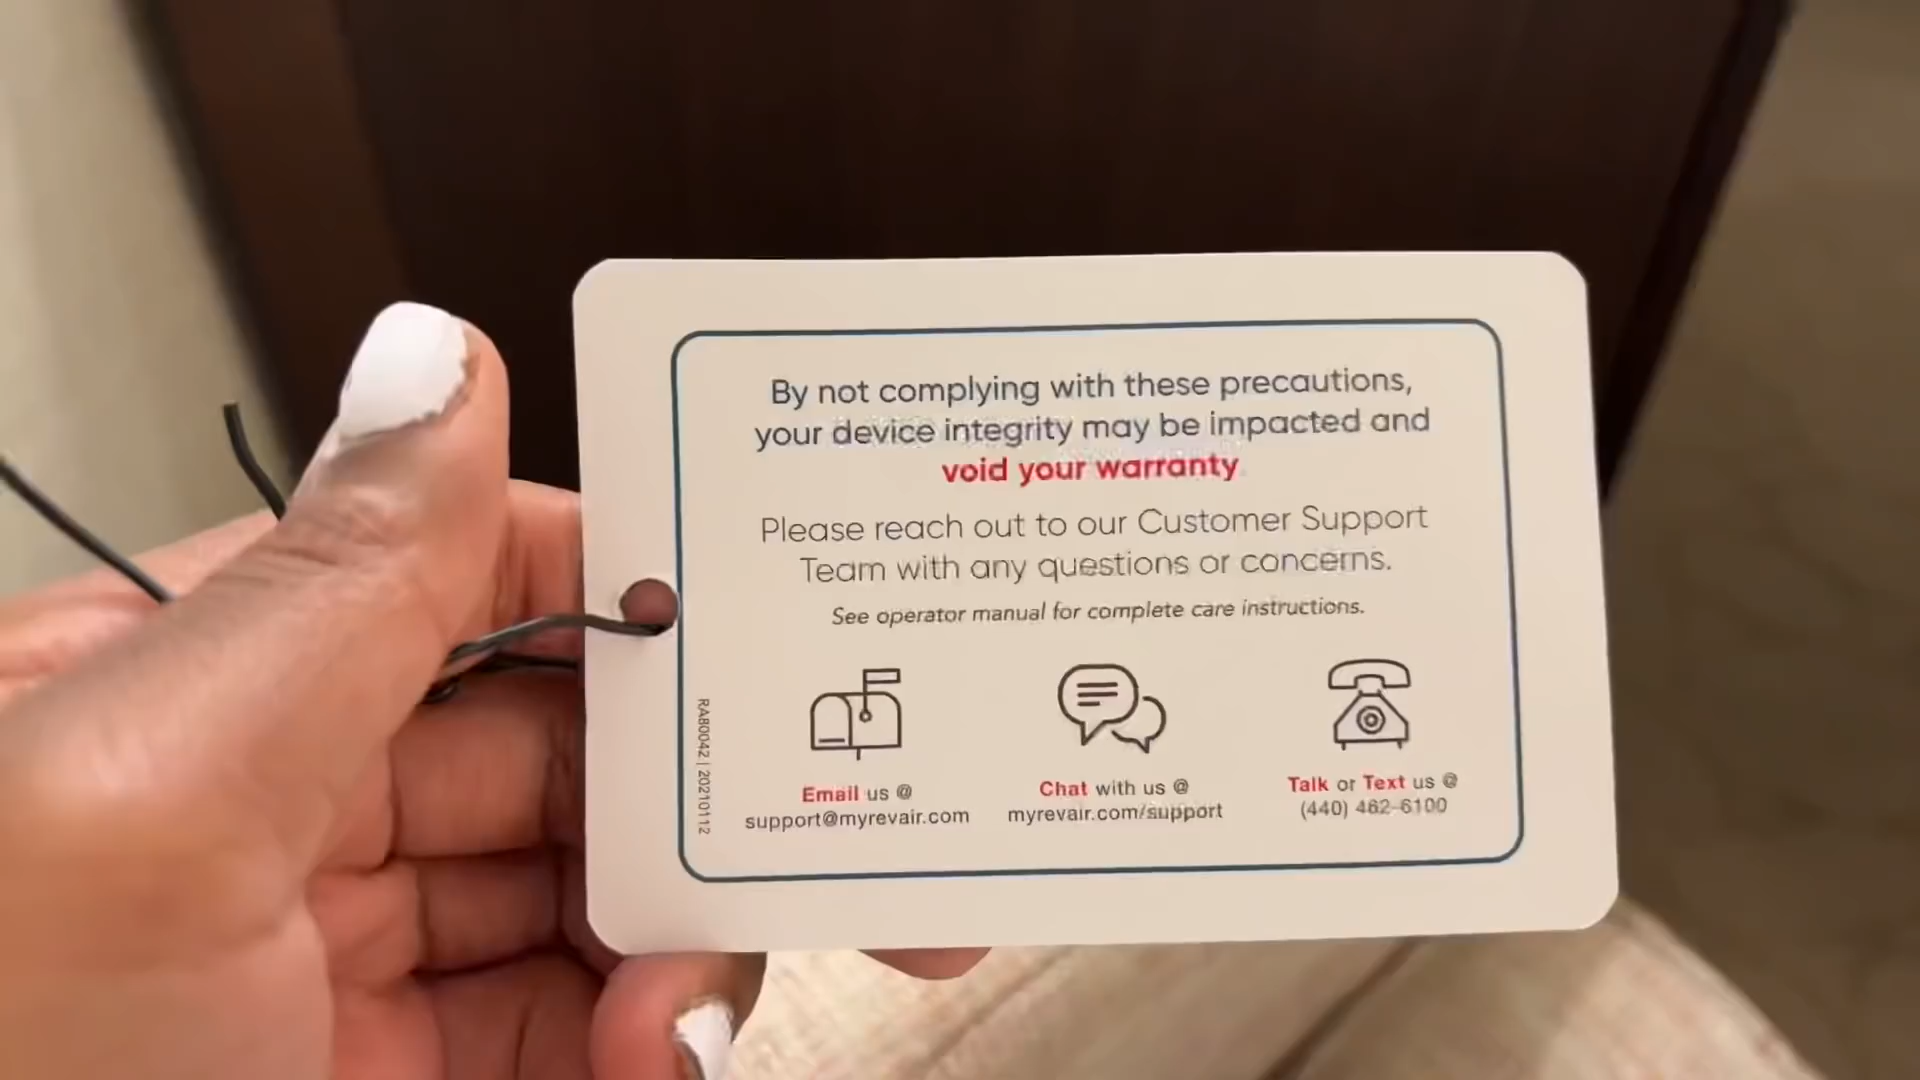 By not complying with these precautions,
your device integrity may be impacted and
void your warranty
Please reach out to our Customer Support
Team with any questions or concerns.
See operator manual for complete care instructions.
Email us @
support@myrevair.com
Chat with us @
myrevair.com/support
Talk or Text us @
(440) 462-6100
RA80042 | 20210112